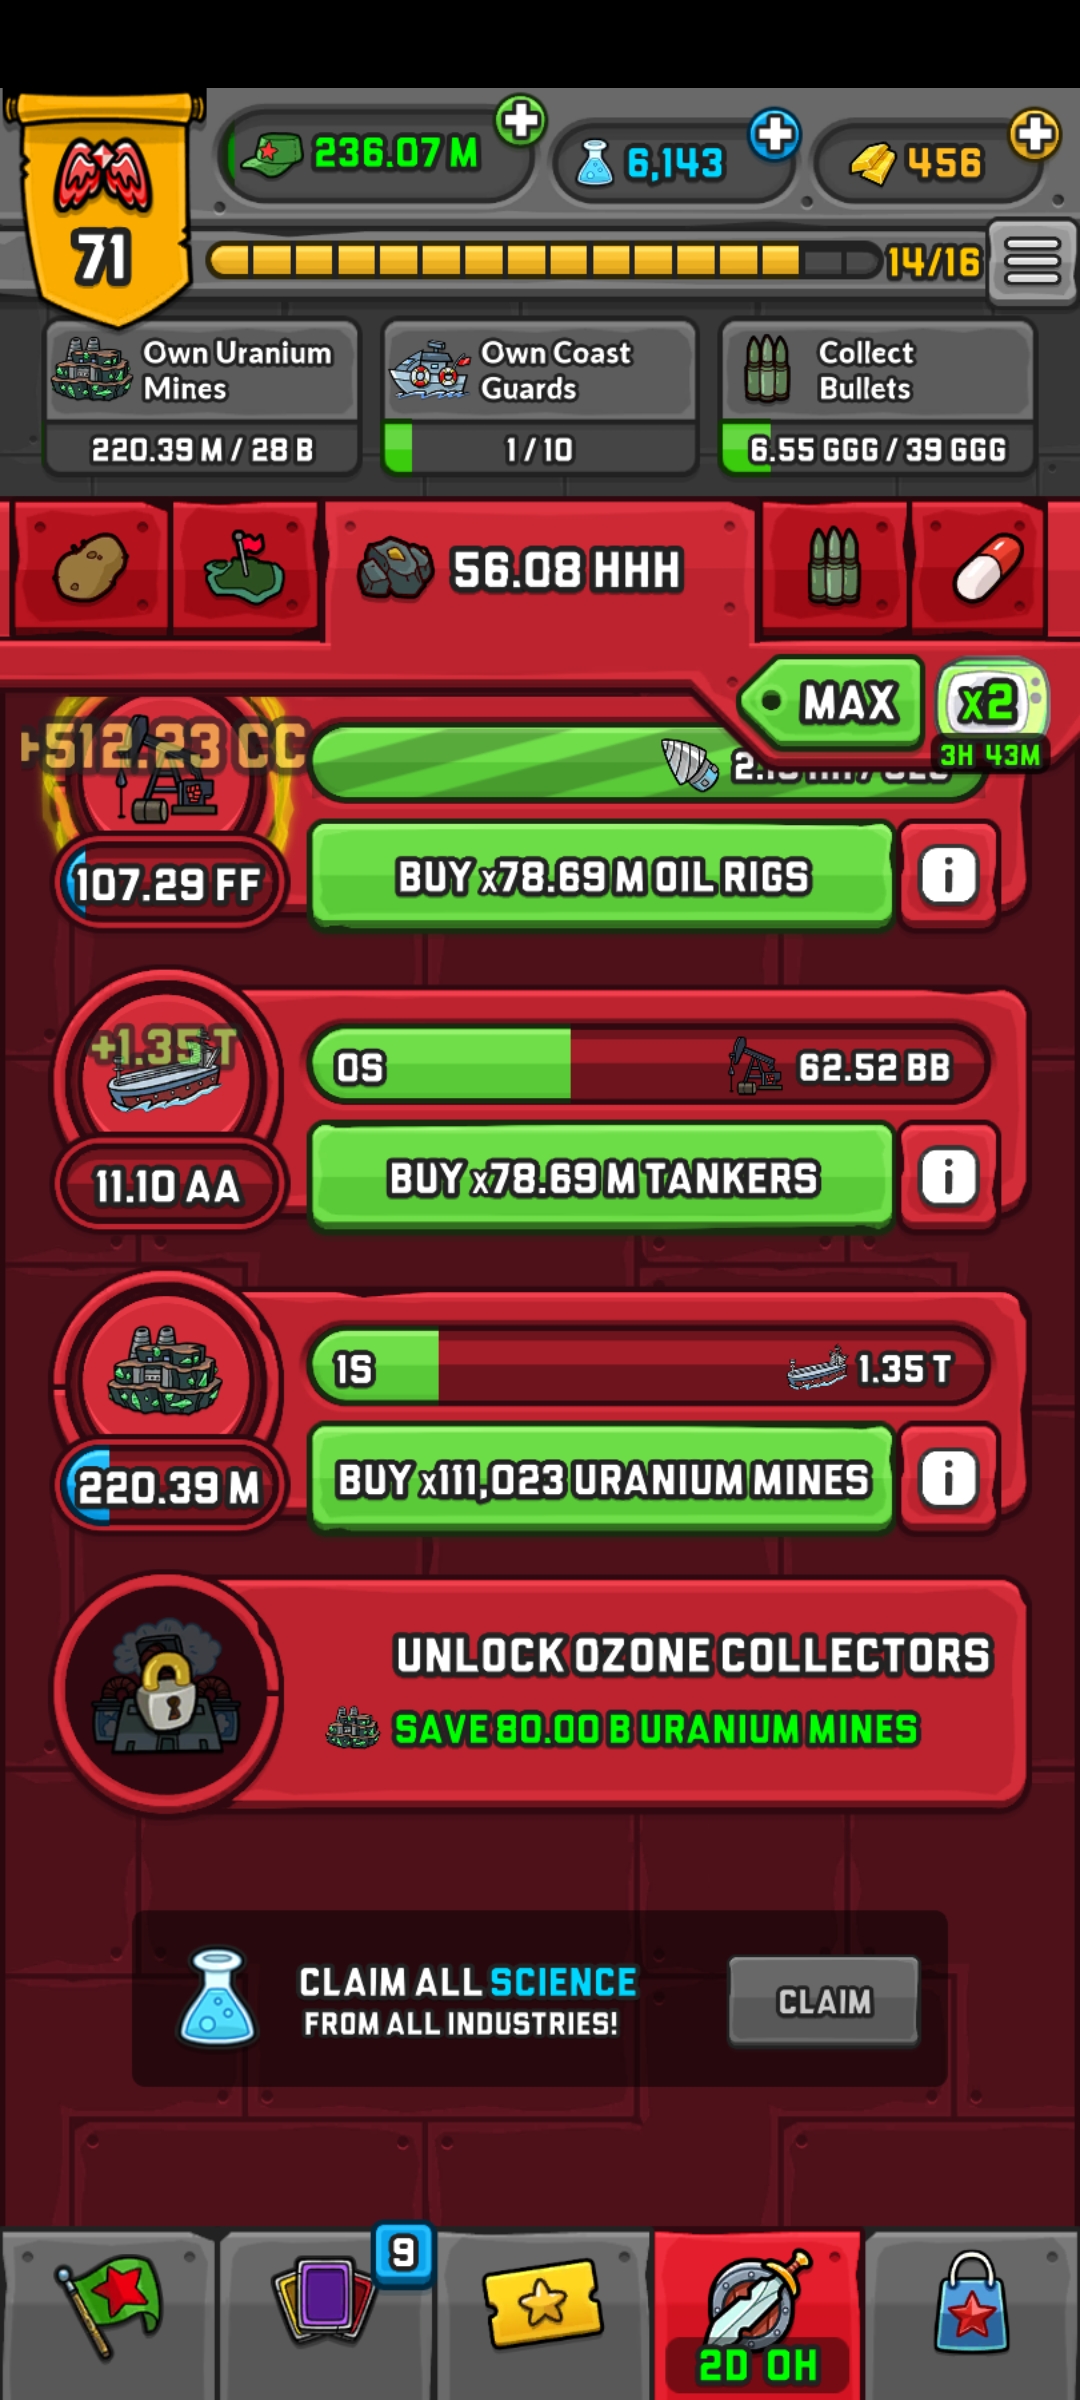 236.07 M
6,143
456
71
14/16
Own Uranium
Mines
220.39 M / 28 B
Own Coast
Guards
1 / 10
Collect
Bullets
6.55 GGG / 39 GGG
56.08 HHH
MAX
x2
3H 43M
+512.23 CC
107.29 FF
BUY x78.69 M OIL RIGS
i
+1.35 T
0S
62.52 BB
11.10 AA
BUY x78.69 M TANKERS
i
1S
1.35 T
220.39 M
BUY x111,023 URANIUM MINES
i
UNLOCK OZONE COLLECTORS
SAVE 80.00 B URANIUM MINES
CLAIM ALL SCIENCE
FROM ALL INDUSTRIES!
CLAIM
9
2D 0H